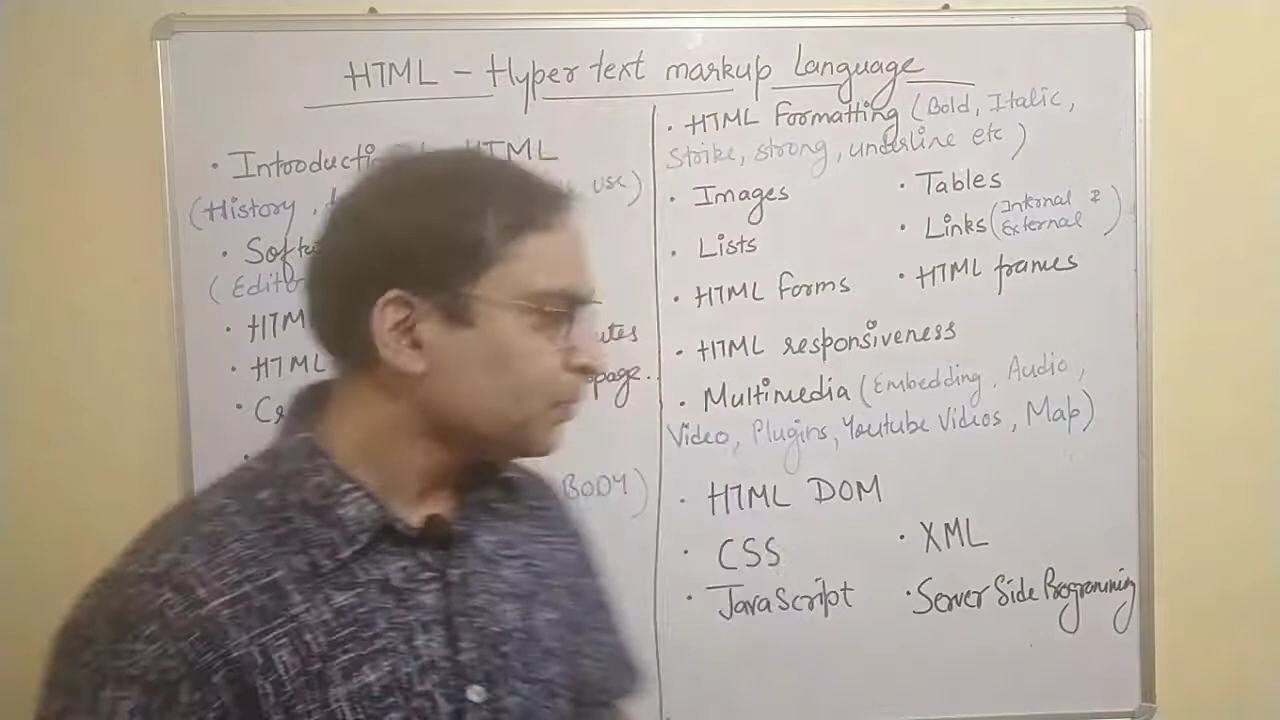 HTML - Hyper text markup Language
• Introducti HTML
(History, use)
• Soft
(Edito
• HTM utes
• HTML page..
• C
•
BODY)
• HTML Formatting (Bold, Italic,
Strike, strong, underline etc)
• Images • Tables
• Lists • Links (Internal & External)
• HTML forms • HTML frames
• HTML responsiveness
• Multimedia (Embedding, Audio,
Video, Plugins, Youtube Videos, Map)
• HTML DOM
• CSS • XML
• JavaScript • Server Side Programming